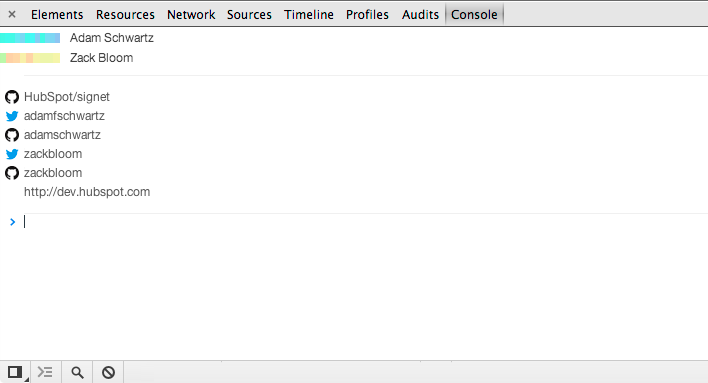 × Elements Resources Network Sources Timeline Profiles Audits Console
Adam Schwartz
Zack Bloom
HubSpot/signet
adamfschwartz
adamschwartz
zackbloom
zackbloom
http://dev.hubspot.com